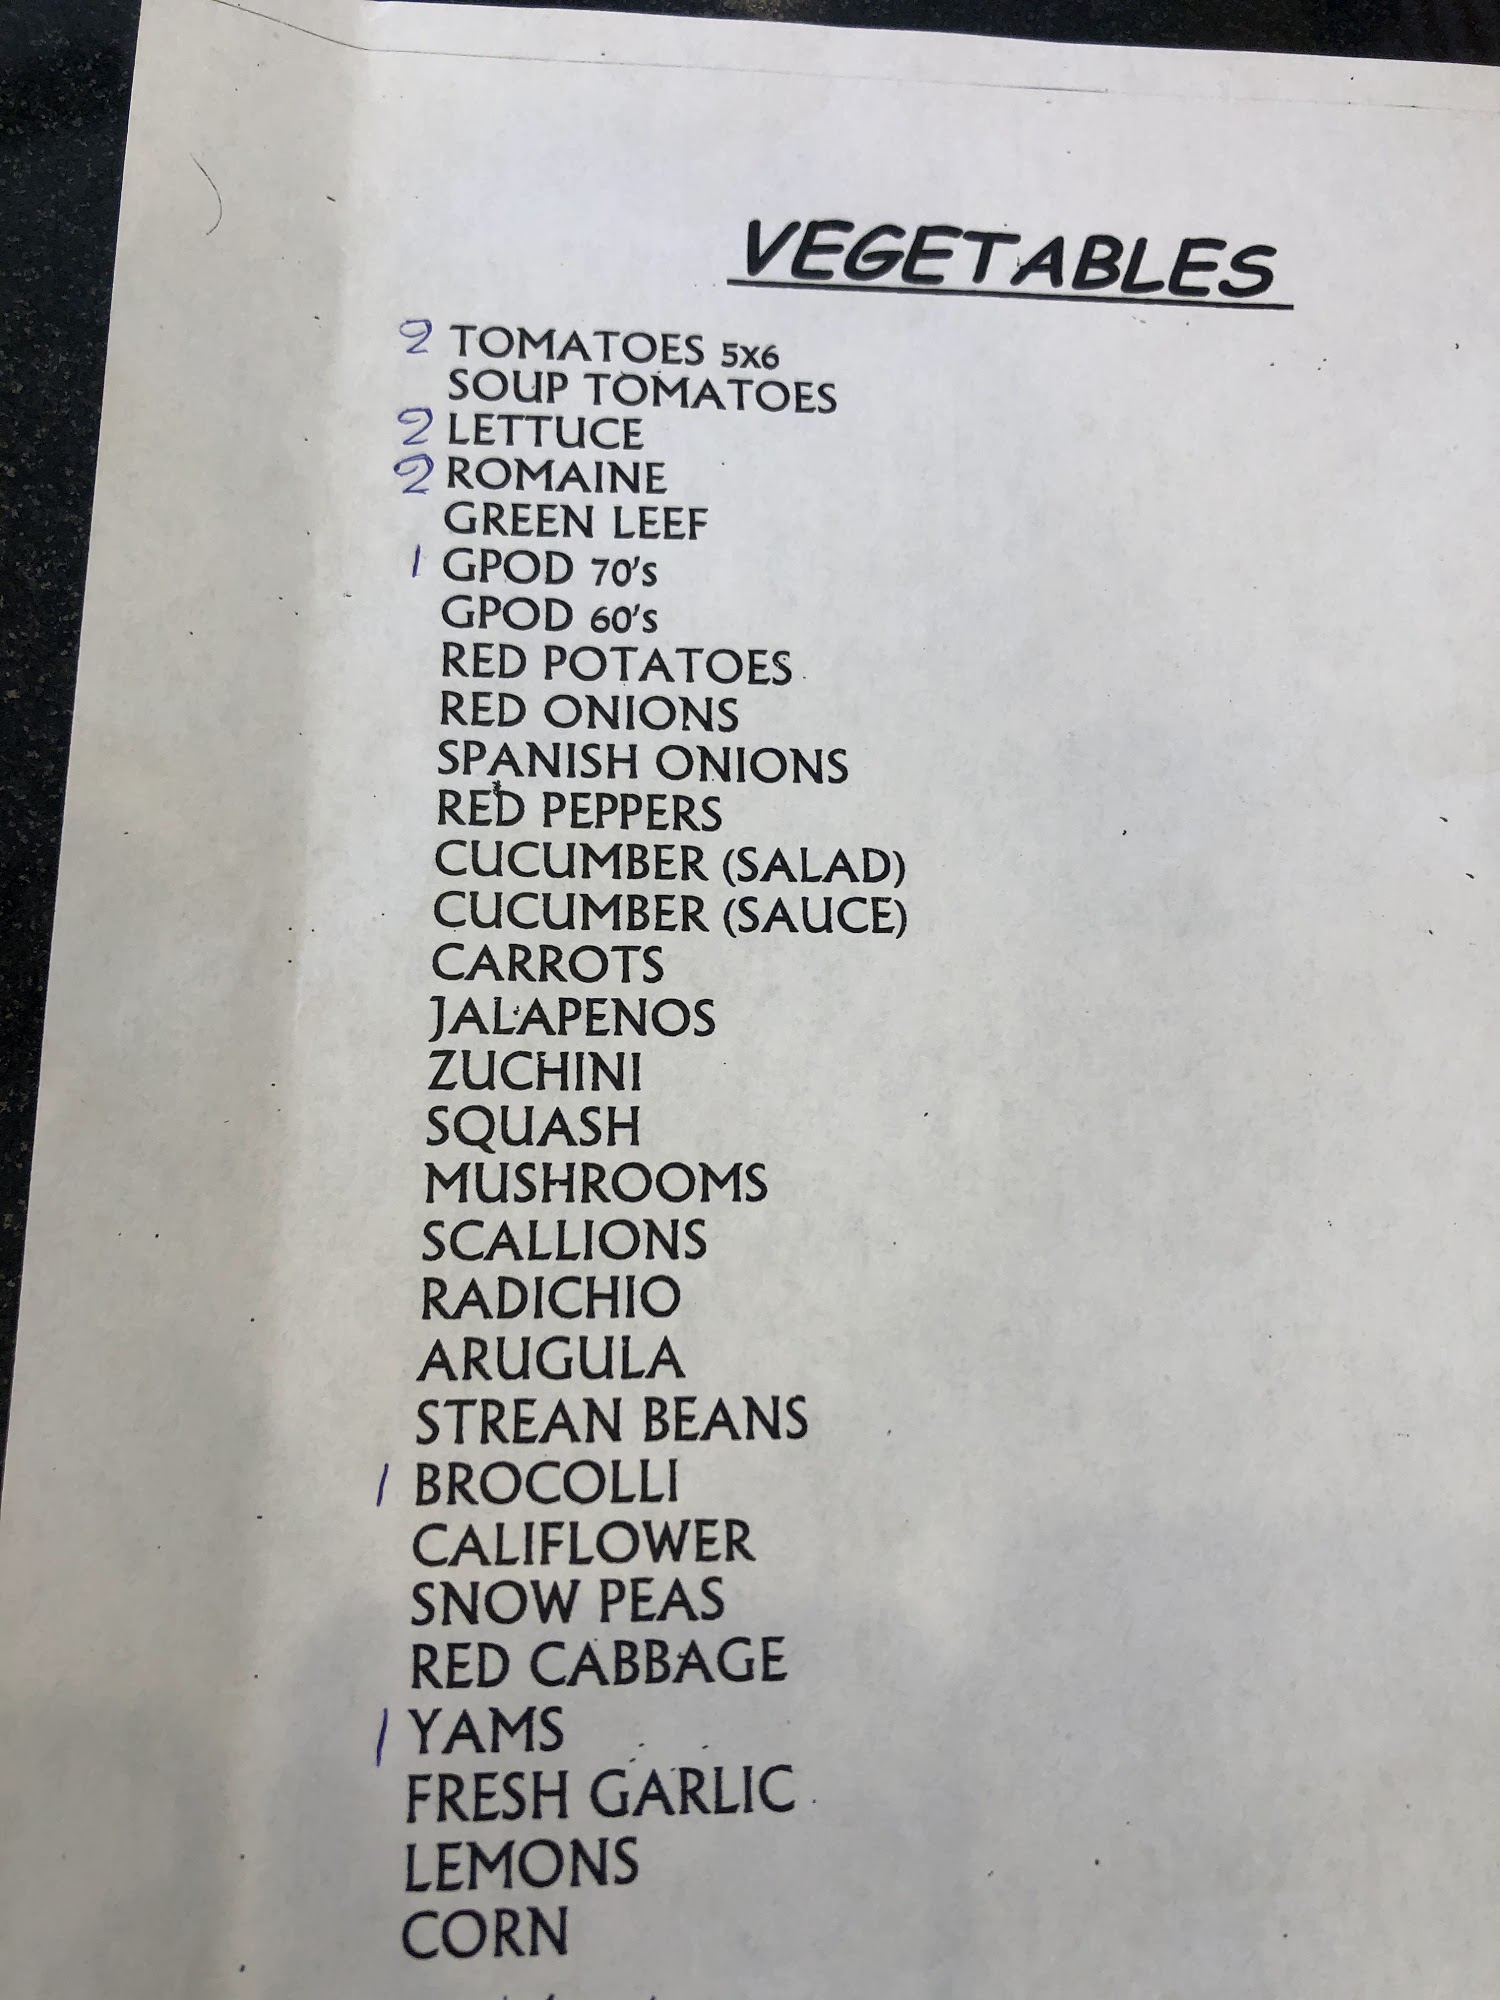 VEGETABLES
2 TOMATOES 5X6
SOUP TOMATOES
2 LETTUCE
2 ROMAINE
GREEN LEEF
1 GPOD 70's
GPOD 60's
RED POTATOES
RED ONIONS
SPANISH ONIONS
RED PEPPERS
CUCUMBER (SALAD)
CUCUMBER (SAUCE)
CARROTS
JALAPENOS
ZUCHINI
SQUASH
MUSHROOMS
SCALLIONS
RADICHIO
ARUGULA
STREAN BEANS
1 BROCOLLI
CALIFLOWER
SNOW PEAS
RED CABBAGE
1 YAMS
FRESH GARLIC
LEMONS
CORN